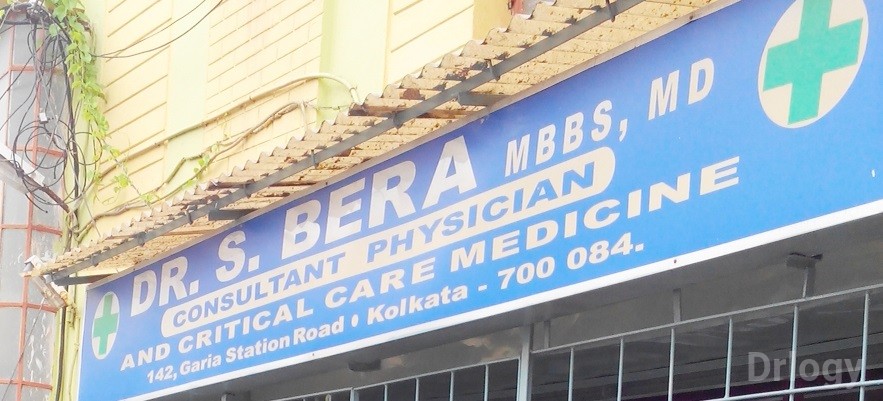 DR. S. BERA MBBS, MD
CONSULTANT PHYSICIAN
AND CRITICAL CARE MEDICINE
142, Garia Station Road • Kolkata - 700 084.
Drlogy